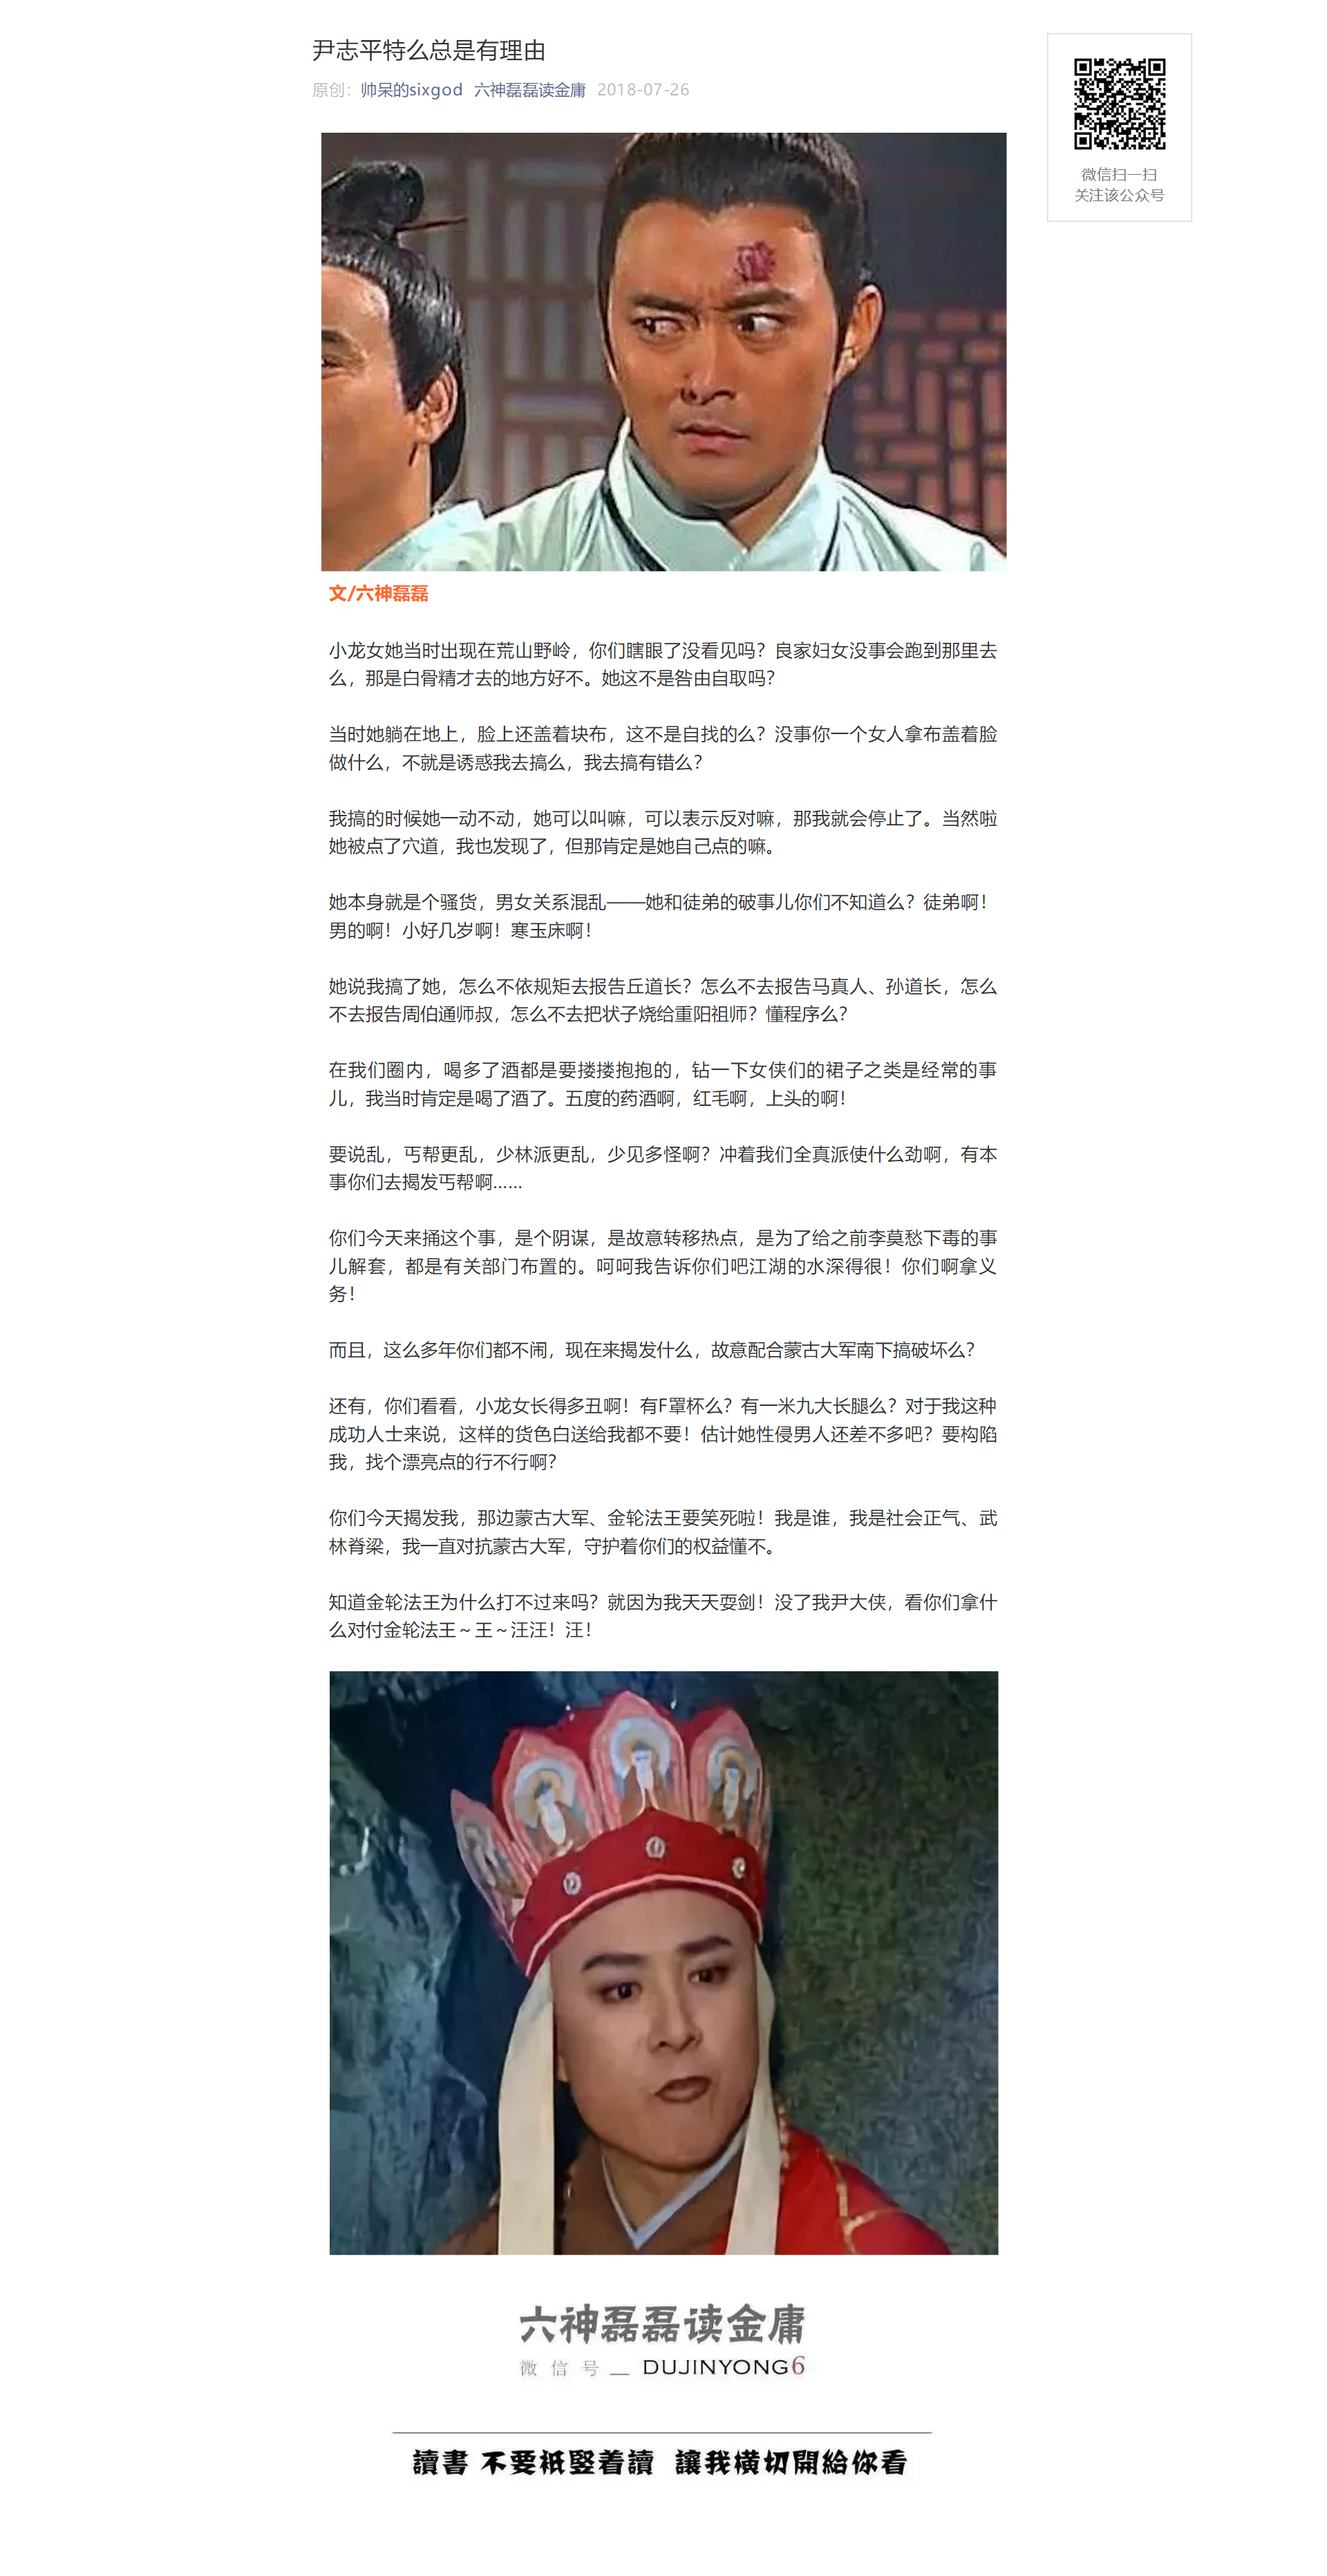 尹志平特么总是有理由
原创：帅呆的sixgod 六神磊磊读金庸 2018-07-26
微信扫一扫
关注该公众号
文/六神磊磊
小龙女她当时出现在荒山野岭，你们瞎眼了没看见吗？良家妇女没事会跑到那里去
么，那是白骨精才去的地方好不。她这不是咎由自取吗？
当时她躺在地上，脸上还盖着块布，这不是自找的么？没事你一个女人拿布盖着脸
做什么，不就是诱惑我去搞么，我去搞有错么？
我搞的时候她一动不动，她可以叫嘛，可以表示反对嘛，那我就会停止了。当然啦
她被点了穴道，我也发现了，但那肯定是她自己点的嘛。
她本身就是个骚货，男女关系混乱——她和徒弟的破事儿你们不知道么？徒弟啊！
男的啊！小好几岁啊！寒玉床啊！
她说我搞了她，怎么不依规矩去报告丘道长？怎么不去报告马真人、孙道长，怎么
不去报告周伯通师叔，怎么不去把状子烧给重阳祖师？懂程序么？
在我们圈内，喝多了酒都是要搂搂抱抱的，钻一下女侠们的裙子之类是经常的事
儿，我当时肯定是喝了酒了。五度的药酒啊，红毛啊，上头的啊！
要说乱，丐帮更乱，少林派更乱，少见多怪啊？冲着我们全真派使什么劲啊，有本
事你们去揭发丐帮啊……
你们今天来捅这个事，是个阴谋，是故意转移热点，是为了给之前李莫愁下毒的事
儿解套，都是有关部门布置的。呵呵我告诉你们吧江湖的水深得很！你们啊拿义
务！
而且，这么多年你们都不闹，现在来揭发什么，故意配合蒙古大军南下搞破坏么？
还有，你们看看，小龙女长得多丑啊！有F罩杯么？有一米九大长腿么？对于我这种
成功人士来说，这样的货色白送给我都不要！估计她性侵男人还差不多吧？要构陷
我，找个漂亮点的行不行啊？
你们今天揭发我，那边蒙古大军、金轮法王要笑死啦！我是谁，我是社会正气、武
林脊梁，我一直对抗蒙古大军，守护着你们的权益懂不。
知道金轮法王为什么打不过来吗？就因为我天天耍剑！没了我尹大侠，看你们拿什
么对付金轮法王～王～汪汪！汪！
六神磊磊读金庸
微信号 — DUJINYONG6
讀書 不要衹竪着讀 讓我橫切開給你看